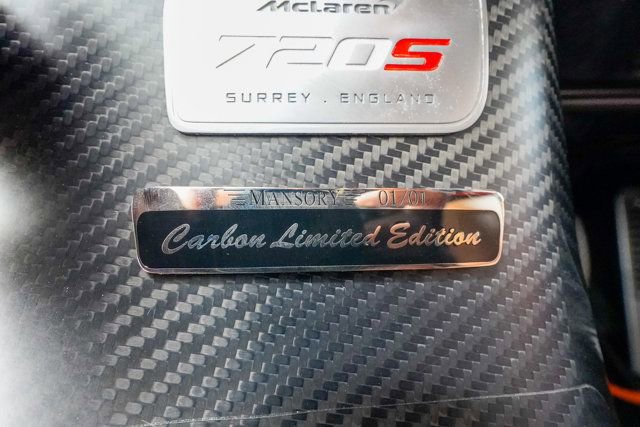 McLaren
720S
SURREY . ENGLAND
MANSORY 01/01
Carbon Limited Edition